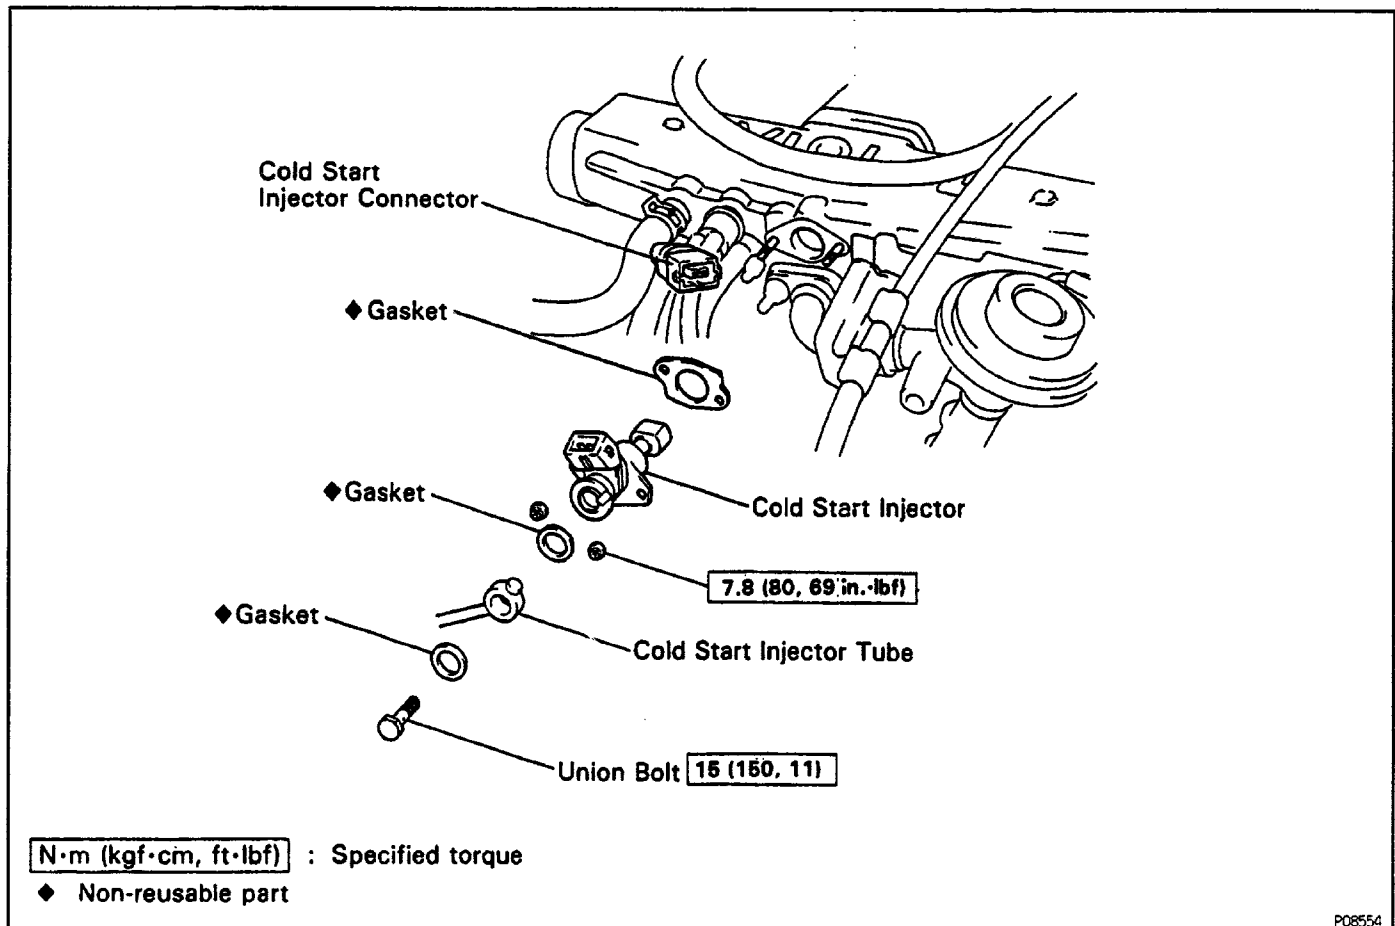 Cold Start
Injector Connector
◆ Gasket
◆ Gasket
Cold Start Injector
7.8 (80, 69 in.·lbf)
◆ Gasket
Cold Start Injector Tube
Union Bolt 15 (150, 11)
N·m (kgf·cm, ft·lbf) : Specified torque
◆ Non-reusable part
P08554